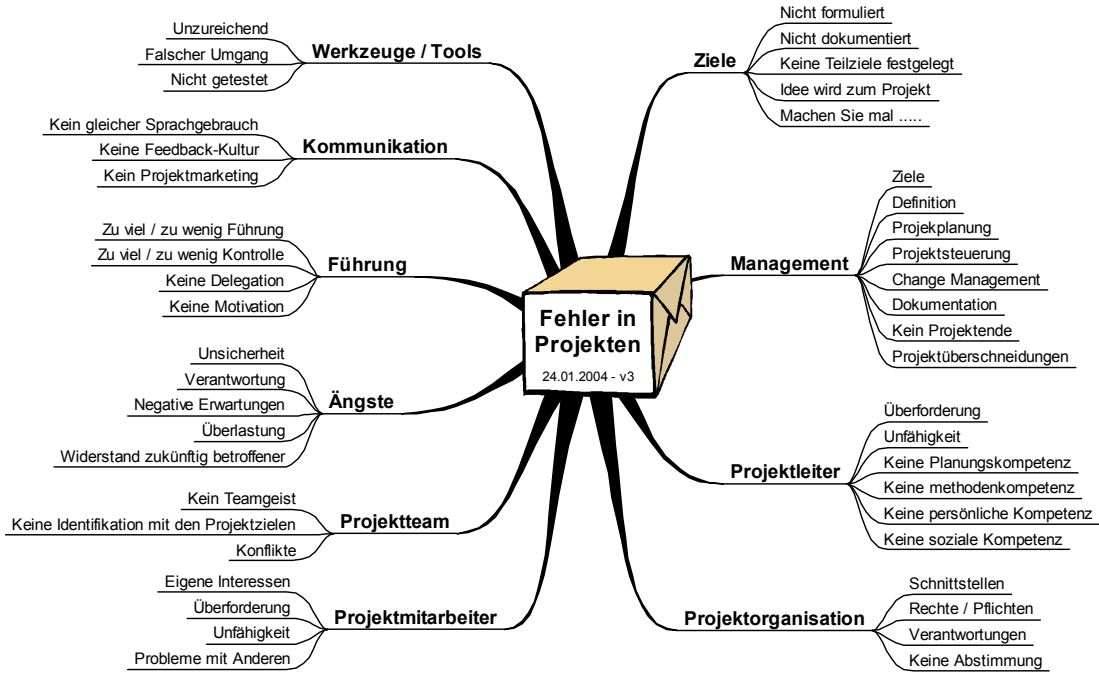 Fehler in
Projekten
24.01.2004 - v3
Ziele
Nicht formuliert
Nicht dokumentiert
Keine Teilziele festgelegt
Idee wird zum Projekt
Machen Sie mal .....
Management
Ziele
Definition
Projekplanung
Projektsteuerung
Change Management
Dokumentation
Kein Projektende
Projektüberschneidungen
Projektleiter
Überforderung
Unfähigkeit
Keine Planungskompetenz
Keine methodenkompetenz
Keine persönliche Kompetenz
Keine soziale Kompetenz
Projektorganisation
Schnittstellen
Rechte / Pflichten
Verantwortungen
Keine Abstimmung
Werkzeuge / Tools
Unzureichend
Falscher Umgang
Nicht getestet
Kommunikation
Kein gleicher Sprachgebrauch
Keine Feedback-Kultur
Kein Projektmarketing
Führung
Zu viel / zu wenig Führung
Zu viel / zu wenig Kontrolle
Keine Delegation
Keine Motivation
Ängste
Unsicherheit
Verantwortung
Negative Erwartungen
Überlastung
Widerstand zukünftig betroffener
Projektteam
Kein Teamgeist
Keine Identifikation mit den Projektzielen
Konflikte
Projektmitarbeiter
Eigene Interessen
Überforderung
Unfähigkeit
Probleme mit Anderen